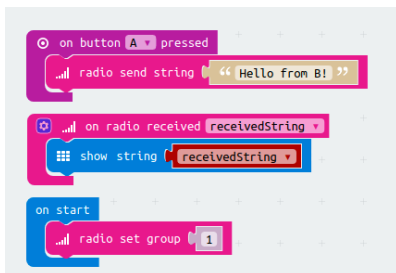 on button A pressed
radio send string “ Hello from B! ”
on radio received receivedString
show string receivedString
on start
radio set group 1